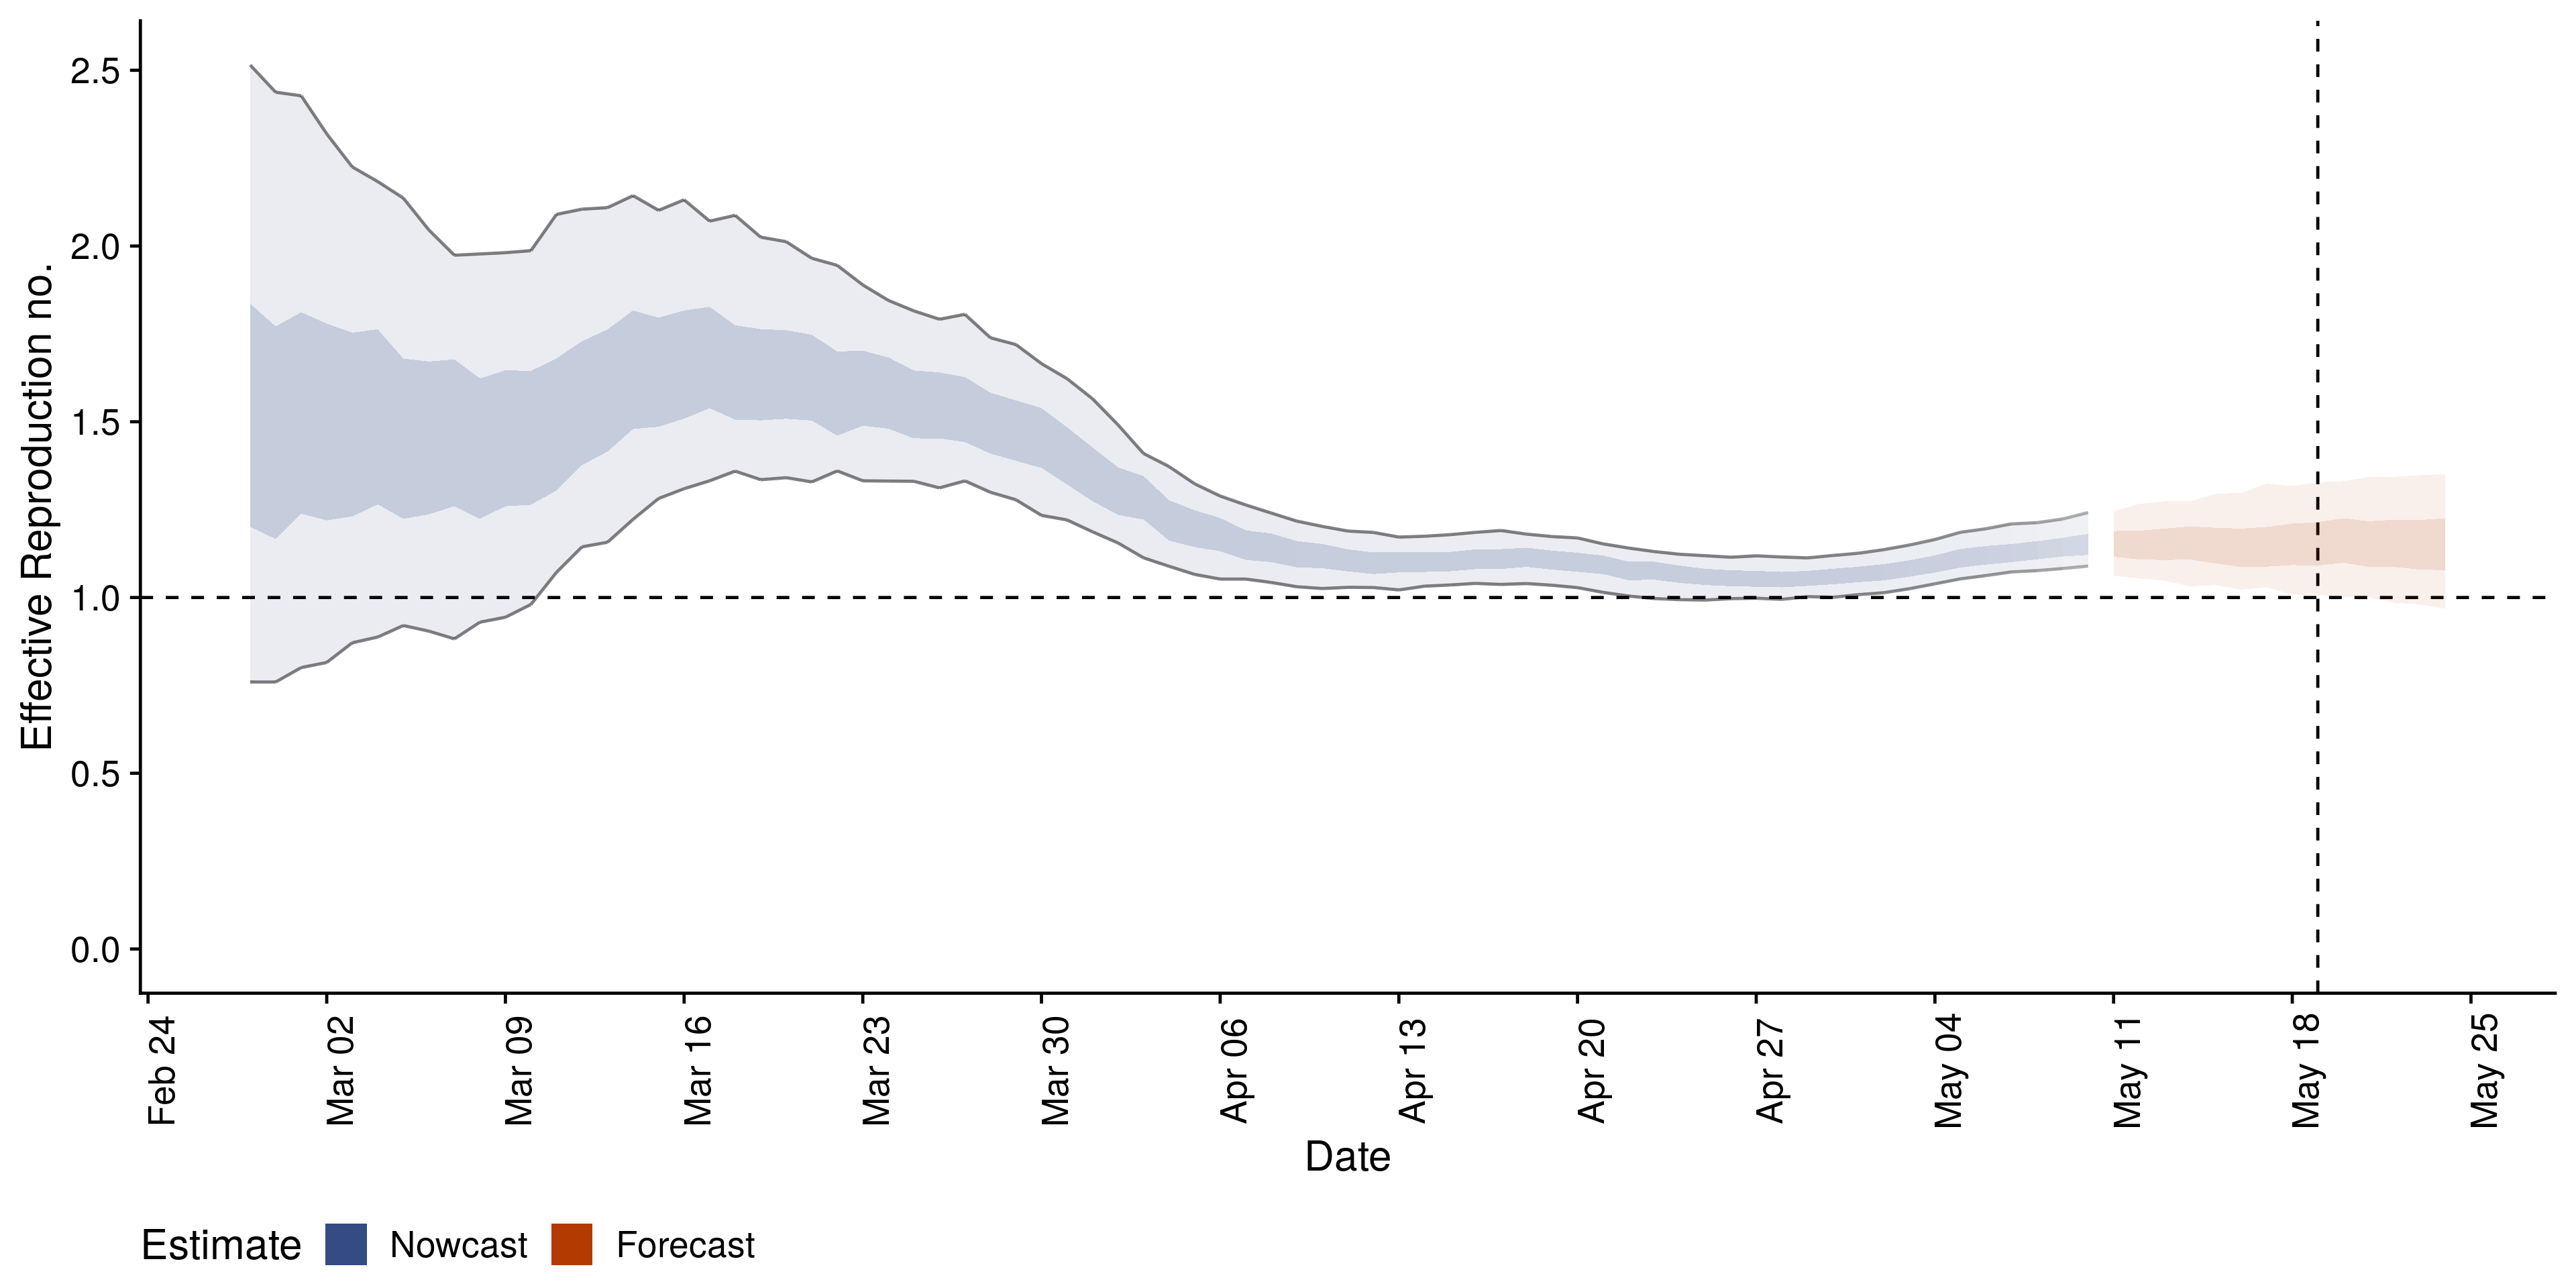 Effective Reproduction no.
2.5
2.0
1.5
1.0
0.5
0.0
Feb 24
Mar 02
Mar 09
Mar 16
Mar 23
Mar 30
Apr 06
Apr 13
Apr 20
Apr 27
May 04
May 11
May 18
May 25
Date
Estimate Nowcast Forecast